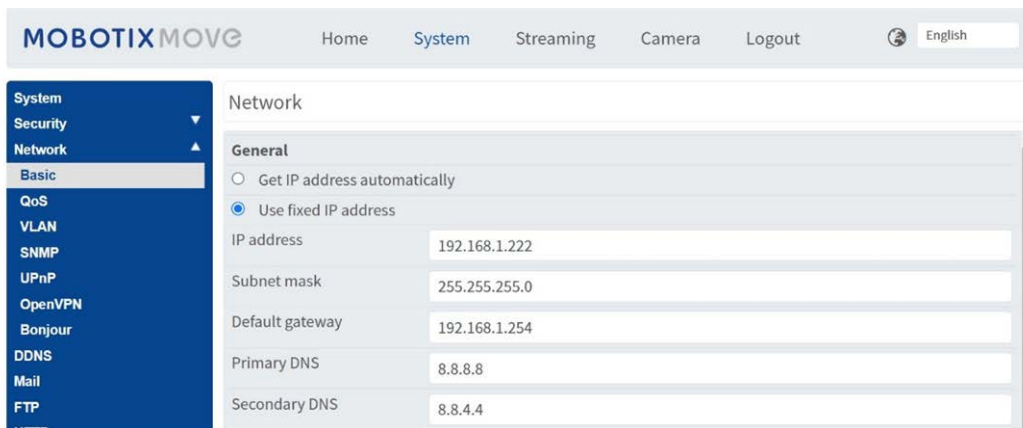 MOBOTIX MOVE Home System Streaming Camera Logout English
System
Security
Network
Basic
QoS
VLAN
SNMP
UPnP
OpenVPN
Bonjour
DDNS
Mail
FTP
Network
General
Get IP address automatically
Use fixed IP address
IP address 192.168.1.222
Subnet mask 255.255.255.0
Default gateway 192.168.1.254
Primary DNS 8.8.8.8
Secondary DNS 8.8.4.4